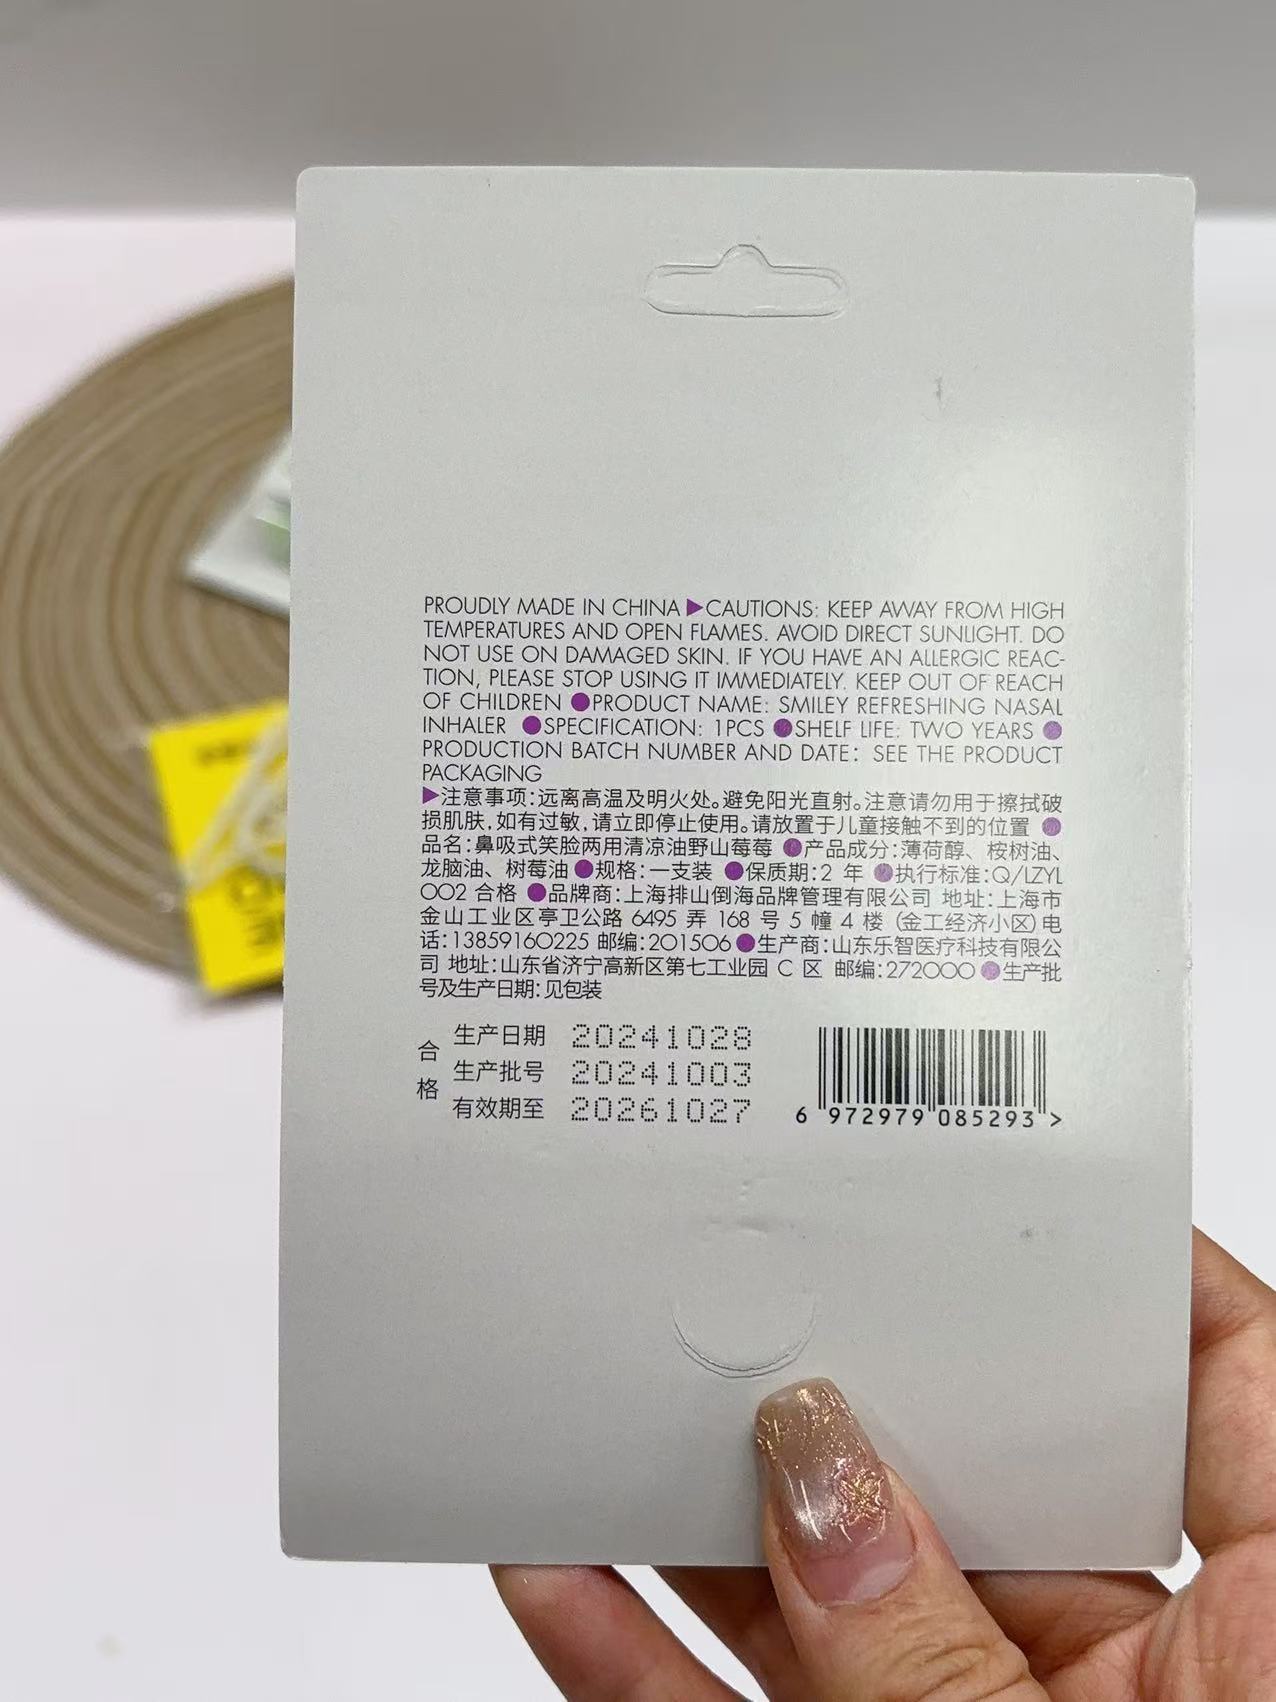 PROUDLY MADE IN CHINA ▶CAUTIONS: KEEP AWAY FROM HIGH
TEMPERATURES AND OPEN FLAMES. AVOID DIRECT SUNLIGHT. DO
NOT USE ON DAMAGED SKIN. IF YOU HAVE AN ALLERGIC REAC-
TION, PLEASE STOP USING IT IMMEDIATELY. KEEP OUT OF REACH
OF CHILDREN ●PRODUCT NAME: SMILEY REFRESHING NASAL
INHALER ●SPECIFICATION: 1PCS ●SHELF LIFE: TWO YEARS ●
PRODUCTION BATCH NUMBER AND DATE: SEE THE PRODUCT
PACKAGING
▶注意事项:远离高温及明火处。避免阳光直射。注意请勿用于擦拭破
损肌肤,如有过敏,请立即停止使用。请放置于儿童接触不到的位置 ●
品名:鼻吸式笑脸两用清凉油野山莓莓 ●产品成分:薄荷醇、桉树油、
龙脑油、树莓油 ●规格:一支装 ●保质期:2 年 ●执行标准:Q/LZYL
002 合格 ●品牌商:上海排山倒海品牌管理有限公司 地址:上海市
金山工业区亭卫公路 6495 弄 168 号 5 幢 4 楼 (金工经济小区) 电
话:13859160225 邮编:201506 ●生产商:山东乐智医疗科技有限公
司 地址:山东省济宁高新区第七工业园 C 区 邮编:272000 ●生产批
号及生产日期:见包装
合格
生产日期 20241028
生产批号 20241003
有效期至 20261027
6 972979 085293 >